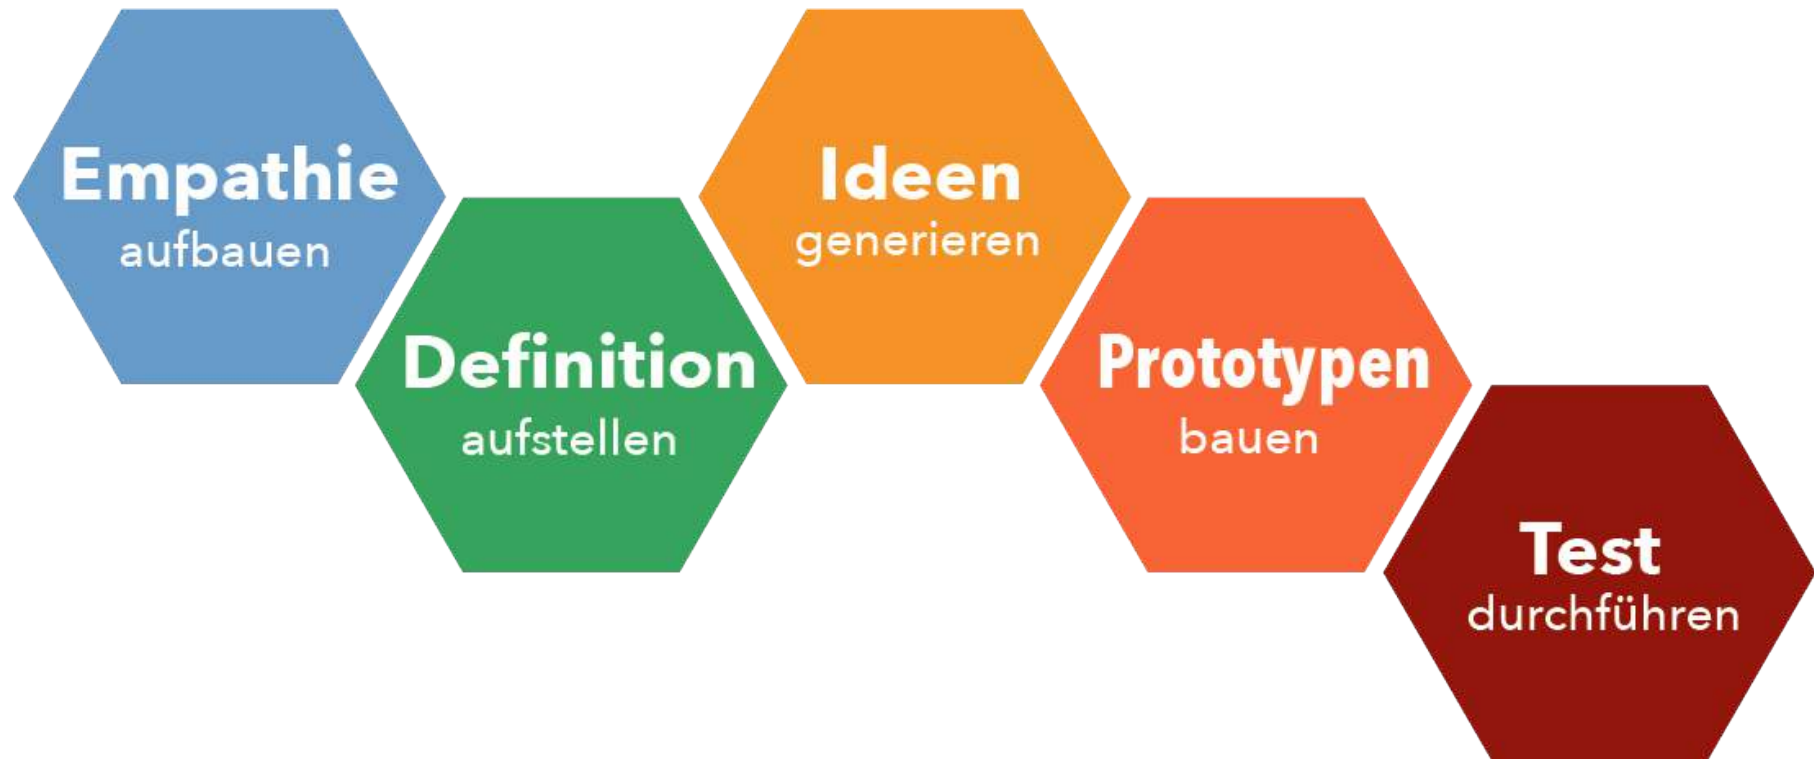 Empathie
aufbauen
Definition
aufstellen
Ideen
generieren
Prototypen
bauen
Test
durchführen